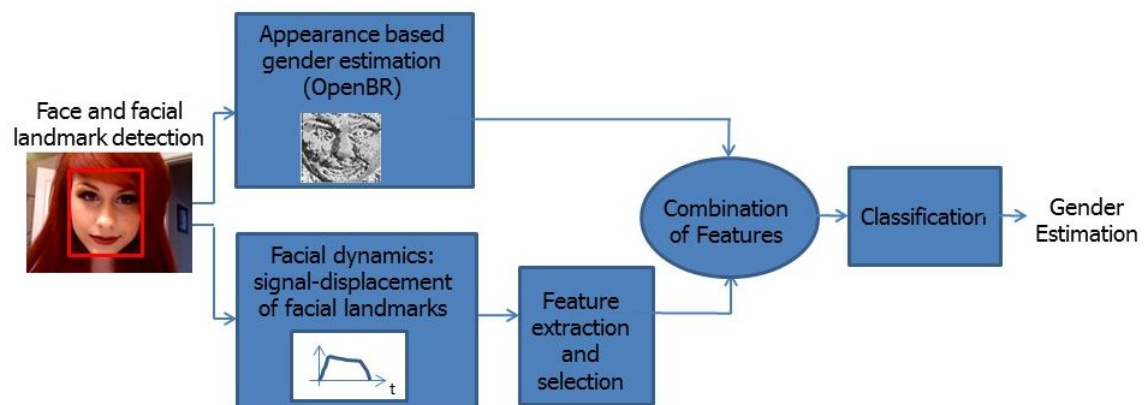 Face and facial
landmark detection
Appearance based
gender estimation
(OpenBR)
Facial dynamics:
signal-displacement
of facial landmarks
t
Feature
extraction
and
selection
Combination
of Features
Classification
Gender
Estimation